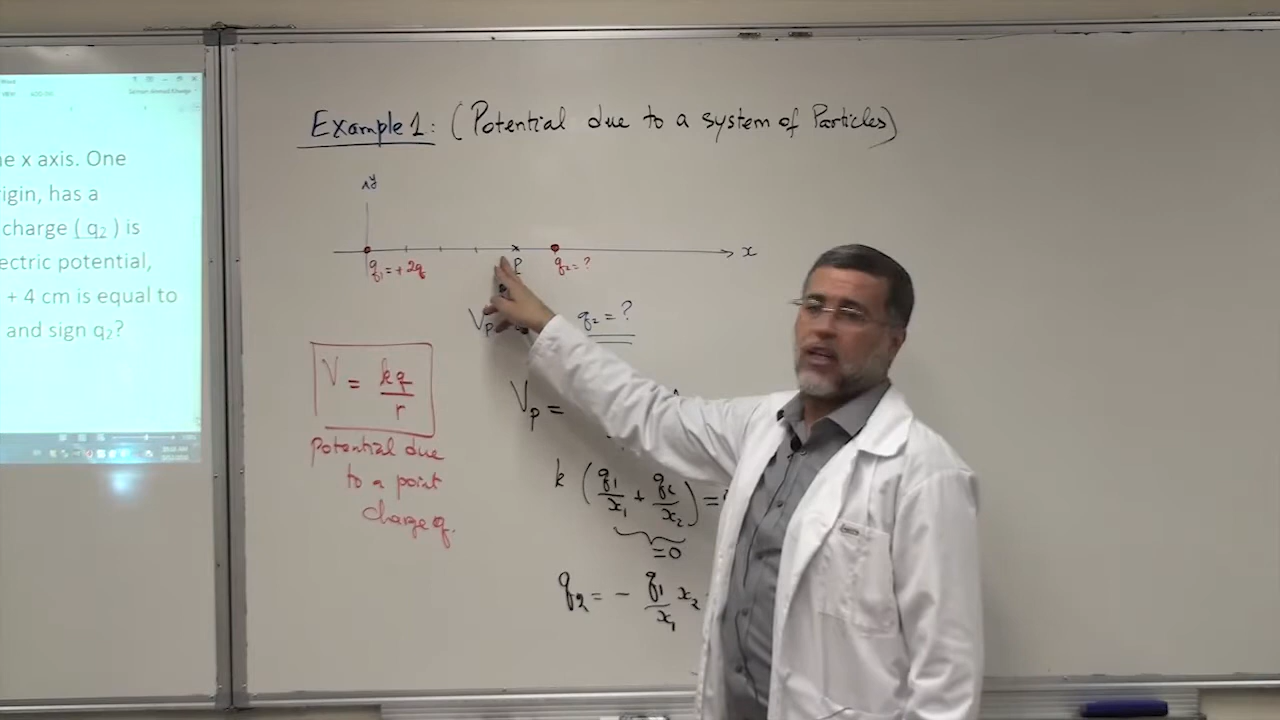 Example 1: (Potential due to a system of Particles)
y
x
q₁=+2q
P
q₂=?
V
q₂=?
V = kq/r
Potential due
to a point
charge q.
Vp =
k (q₁/x₁ + q₂/x₂) =
=0
q₂ = - q₁/x₁ x₂
ne x axis. One
igin, has a
charge ( q₂ ) is
ectric potential,
+ 4 cm is equal to
and sign q₂?